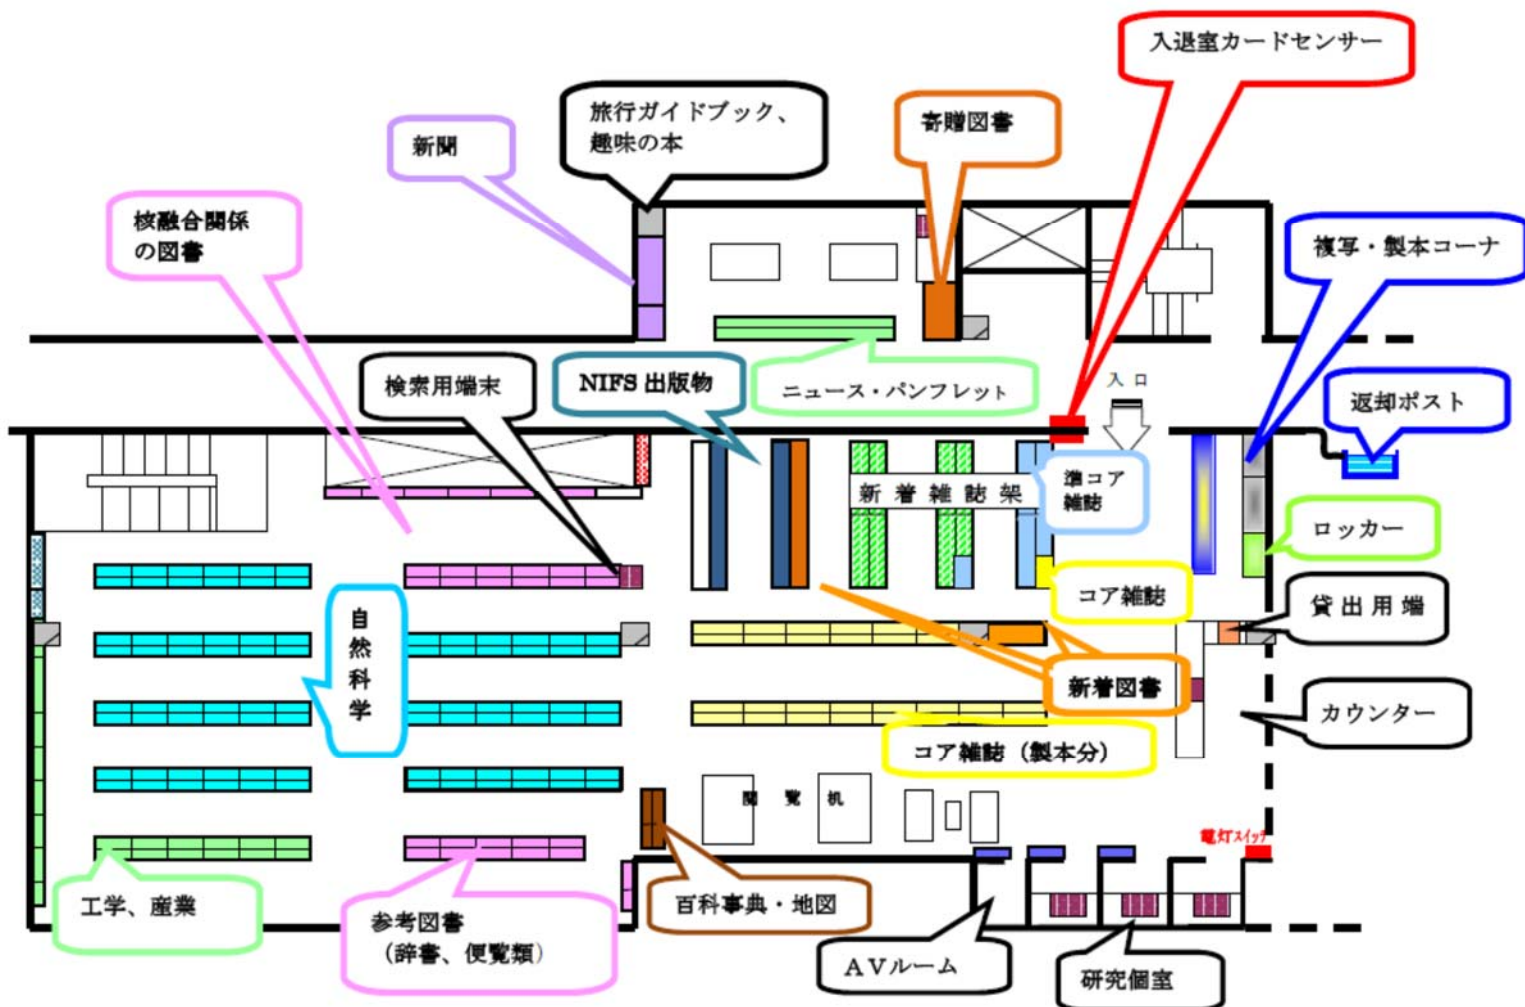 入退室カードセンサー
旅行ガイドブック、
趣味の本
寄贈図書
新聞
核融合関係
の図書
複写・製本コーナ
検索用端末
NIFS 出版物
ニュース・パンフレット
入 口
返却ポスト
新 着 雑 誌 架
準コア
雑誌
ロッカー
コア雑誌
貸 出 用 端
自
然
科
学
新着図書
カウンター
コア雑誌（製本分）
閲 覧 机
電灯スイッチ
工学、産業
参考図書
（辞書、便覧類）
百科事典・地図
ＡＶルーム
研究個室